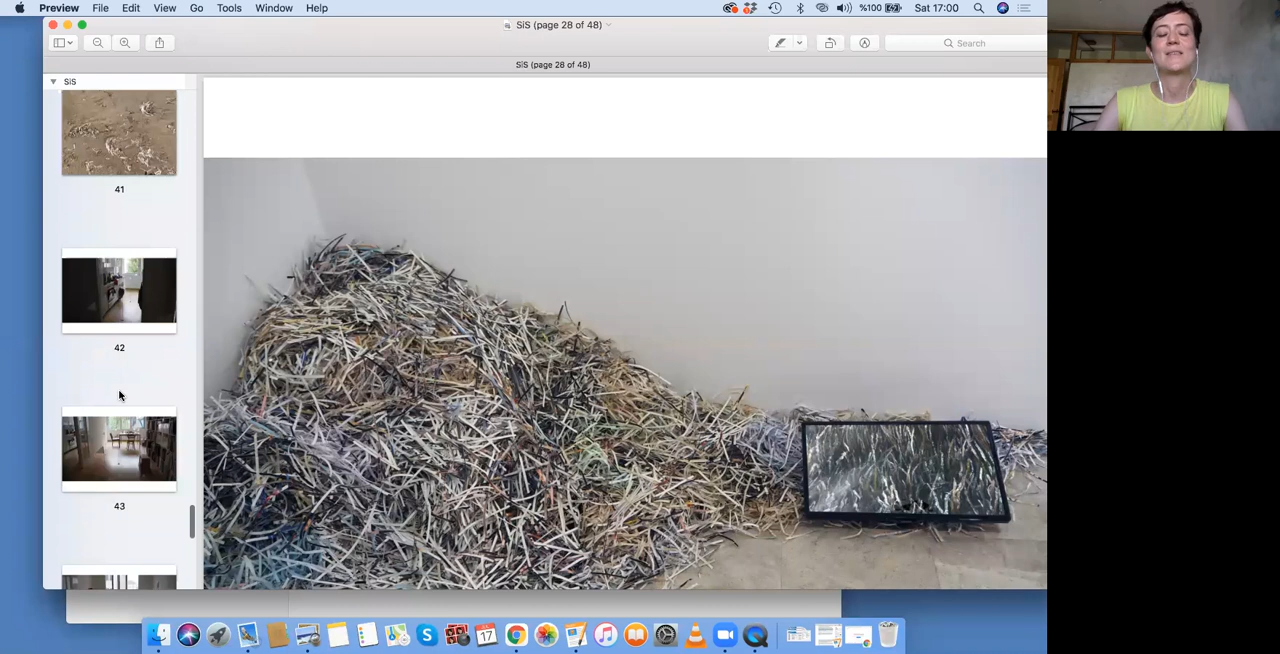 Preview File Edit View Go Tools Window Help
%100 Sat 17:00
SiS (page 28 of 48)
Search
SiS (page 28 of 48)
SiS
41
42
43
17